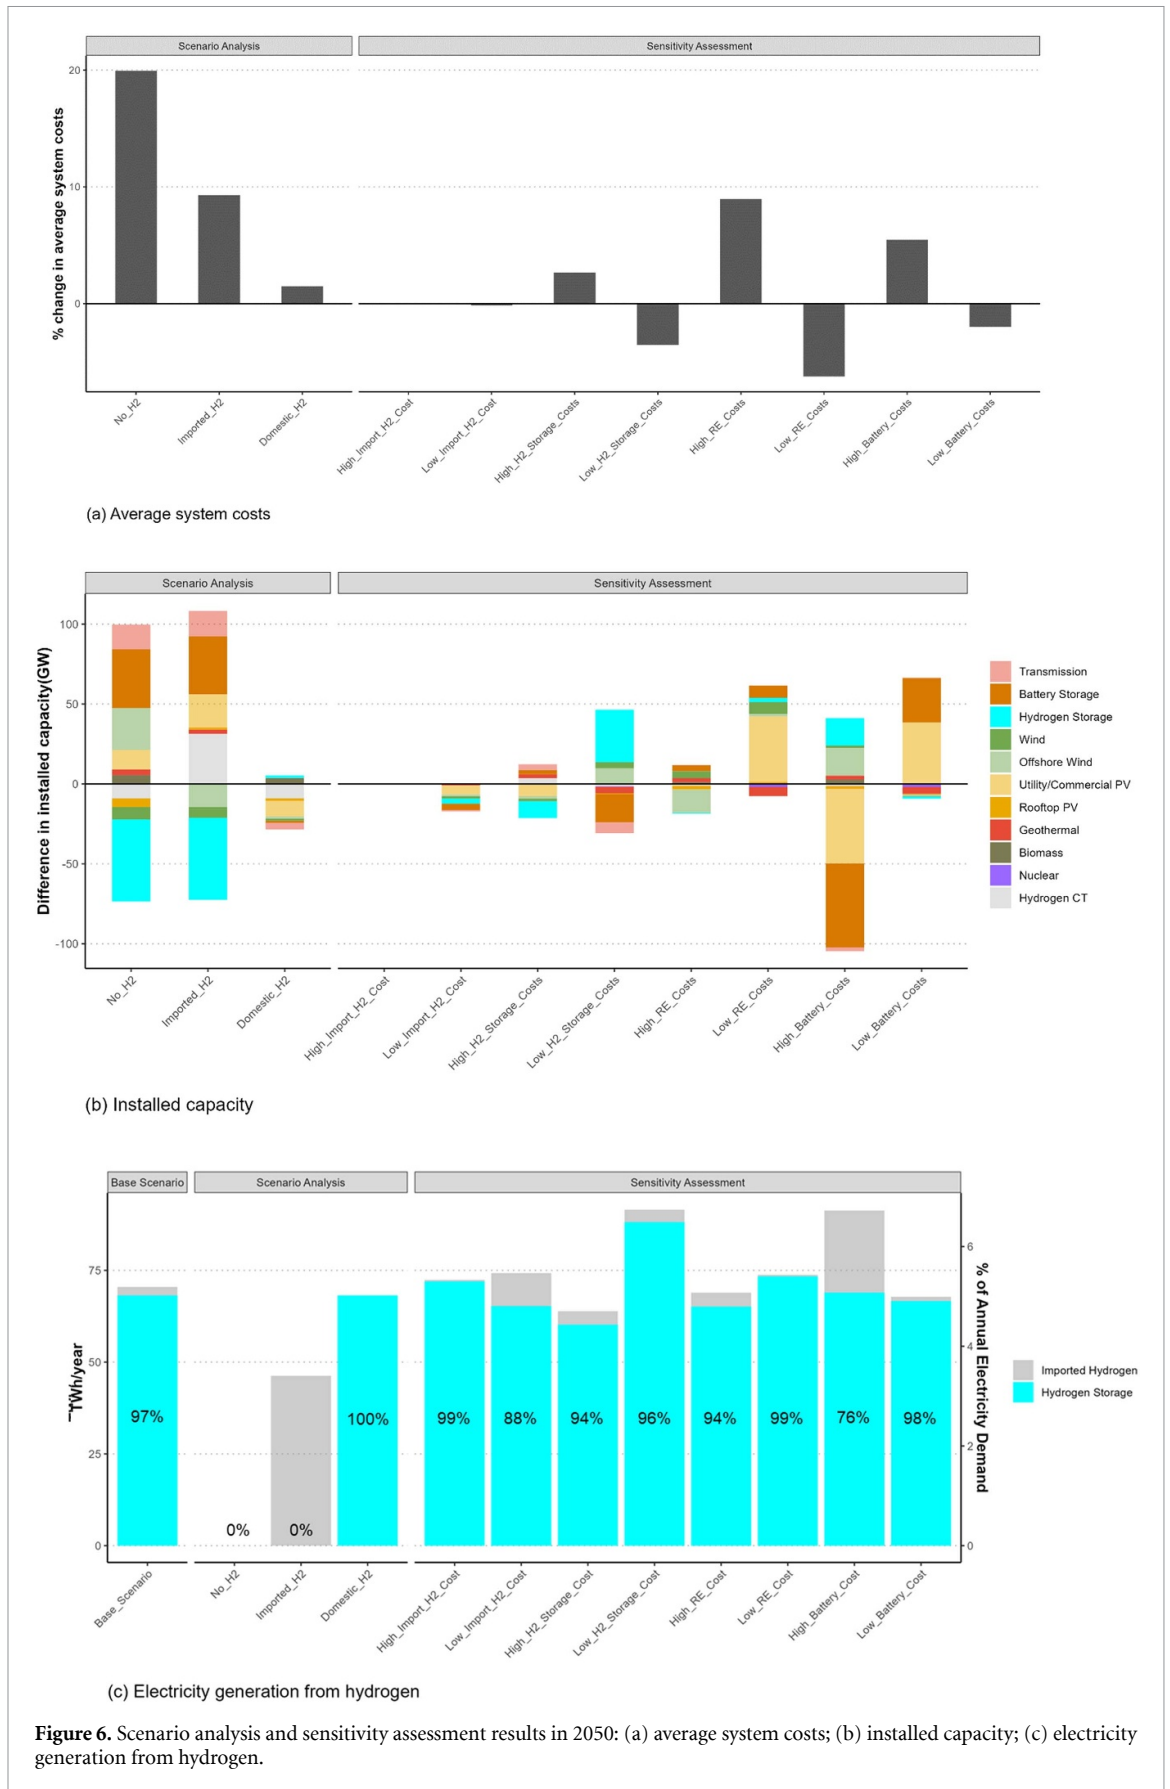 Scenario Analysis
Sensitivity Assessment
% change in average system costs
20
10
0
No_H2
Imported_H2
Domestic_H2
High_Import_H2_Cost
Low_Import_H2_Cost
High_H2_Storage_Costs
Low_H2_Storage_Costs
High_RE_Costs
Low_RE_Costs
High_Battery_Costs
Low_Battery_Costs
(a) Average system costs
Scenario Analysis
Sensitivity Assessment
Difference in installed capacity(GW)
100
50
0
-50
-100
No_H2
Imported_H2
Domestic_H2
High_Import_H2_Cost
Low_Import_H2_Cost
High_H2_Storage_Costs
Low_H2_Storage_Costs
High_RE_Costs
Low_RE_Costs
High_Battery_Costs
Low_Battery_Costs
Transmission
Battery Storage
Hydrogen Storage
Wind
Offshore Wind
Utility/Commercial PV
Rooftop PV
Geothermal
Biomass
Nuclear
Hydrogen CT
(b) Installed capacity
Base Scenario
Scenario Analysis
Sensitivity Assessment
TWh/year
75
50
25
0
97%
0%
0%
100%
99%
88%
94%
96%
94%
99%
76%
98%
6
4
2
0
% of Annual Electricity Demand
Base_Scenario
No_H2
Imported_H2
Domestic_H2
High_Import_H2_Cost
Low_Import_H2_Cost
High_H2_Storage_Cost
Low_H2_Storage_Cost
High_RE_Cost
Low_RE_Cost
High_Battery_Cost
Low_Battery_Cost
Imported Hydrogen
Hydrogen Storage
(c) Electricity generation from hydrogen
Figure 6. Scenario analysis and sensitivity assessment results in 2050: (a) average system costs; (b) installed capacity; (c) electricity
generation from hydrogen.